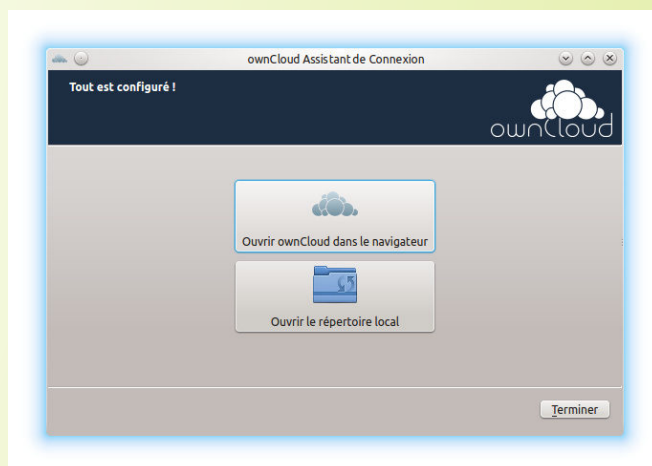 ownCloud Assistant de Connexion
Tout est configuré !
ownCloud
Ouvrir ownCloud dans le navigateur
Ouvrir le répertoire local
Terminer